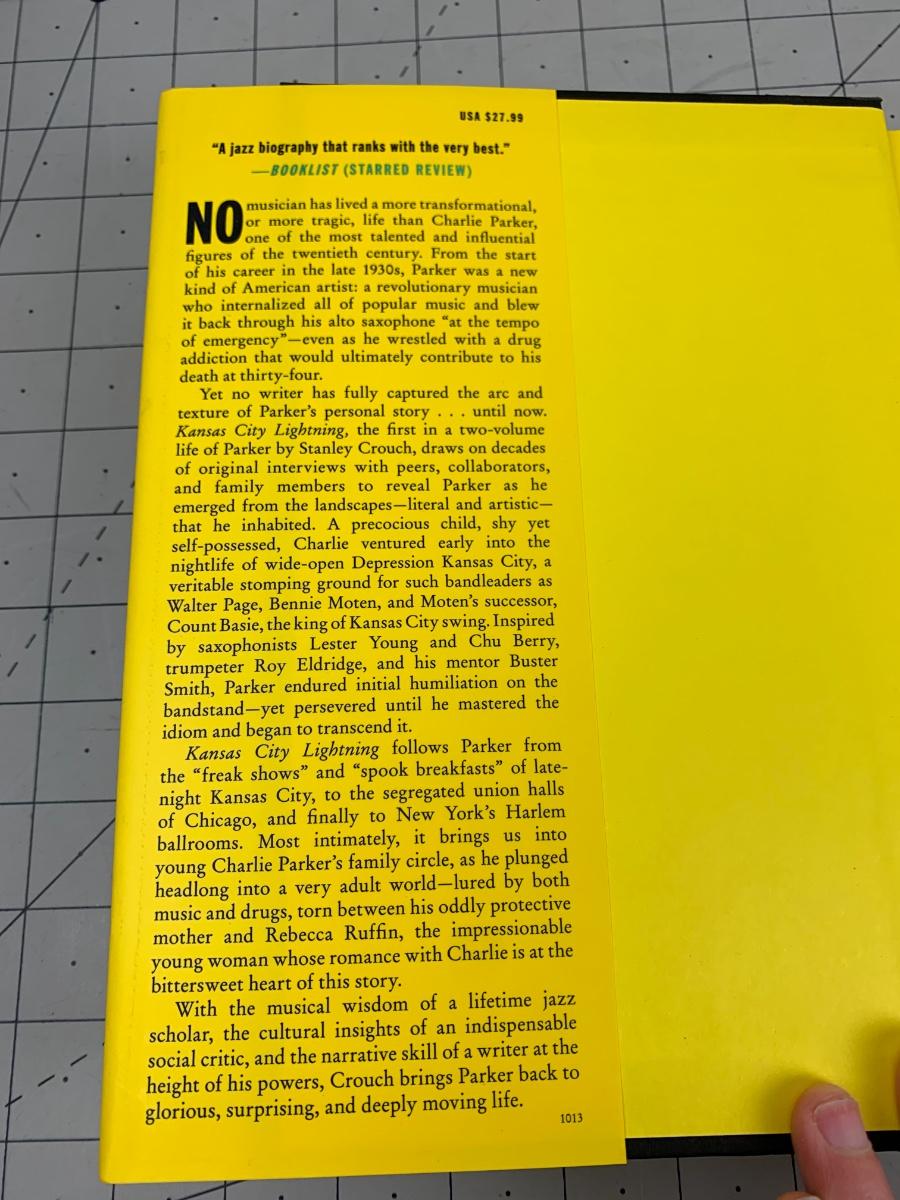 USA $27.99
“A jazz biography that ranks with the very best.”
—BOOKLIST (STARRED REVIEW)
NO musician has lived a more transformational,
or more tragic, life than Charlie Parker,
one of the most talented and influential
figures of the twentieth century. From the start
of his career in the late 1930s, Parker was a new
kind of American artist: a revolutionary musician
who internalized all of popular music and blew
it back through his alto saxophone “at the tempo
of emergency”—even as he wrestled with a drug
addiction that would ultimately contribute to his
death at thirty-four.
Yet no writer has fully captured the arc and
texture of Parker’s personal story . . . until now.
Kansas City Lightning, the first in a two-volume
life of Parker by Stanley Crouch, draws on decades
of original interviews with peers, collaborators,
and family members to reveal Parker as he
emerged from the landscapes—literal and artistic—
that he inhabited. A precocious child, shy yet
self-possessed, Charlie ventured early into the
nightlife of wide-open Depression Kansas City, a
veritable stomping ground for such bandleaders as
Walter Page, Bennie Moten, and Moten’s successor,
Count Basie, the king of Kansas City swing. Inspired
by saxophonists Lester Young and Chu Berry,
trumpeter Roy Eldridge, and his mentor Buster
Smith, Parker endured initial humiliation on the
bandstand—yet persevered until he mastered the
idiom and began to transcend it.
Kansas City Lightning follows Parker from
the “freak shows” and “spook breakfasts” of late-
night Kansas City, to the segregated union halls
of Chicago, and finally to New York’s Harlem
ballrooms. Most intimately, it brings us into
young Charlie Parker’s family circle, as he plunged
headlong into a very adult world—lured by both
music and drugs, torn between his oddly protective
mother and Rebecca Ruffin, the impressionable
young woman whose romance with Charlie is at the
bittersweet heart of this story.
With the musical wisdom of a lifetime jazz
scholar, the cultural insights of an indispensable
social critic, and the narrative skill of a writer at the
height of his powers, Crouch brings Parker back to
glorious, surprising, and deeply moving life.
1013